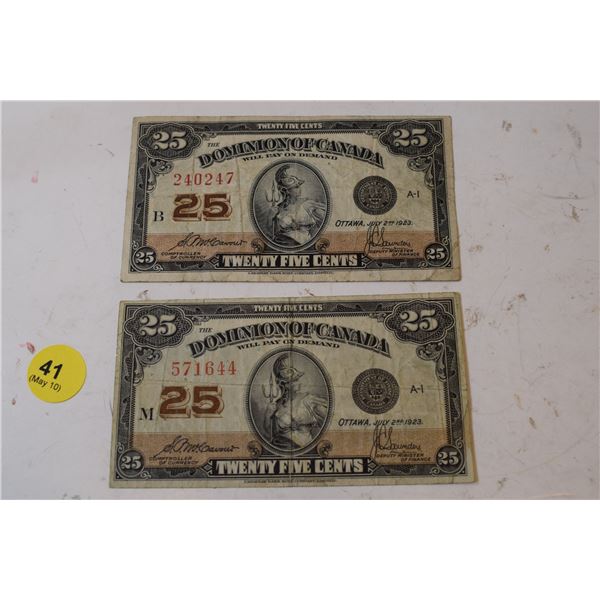 TWENTY FIVE CENTS
25 25
THE DOMINION OF CANADA
WILL PAY ON DEMAND
240247
A-1
B 25
OTTAWA, JULY 2ND 1923.
COMPTROLLER OF CURRENCY
DEPUTY MINISTER OF FINANCE
25 TWENTY FIVE CENTS 25
TWENTY FIVE CENTS
25 25
THE DOMINION OF CANADA
WILL PAY ON DEMAND
571644
A-1
M 25
OTTAWA, JULY 2ND 1923.
COMPTROLLER OF CURRENCY
DEPUTY MINISTER OF FINANCE
25 TWENTY FIVE CENTS 25
41
(May 10)